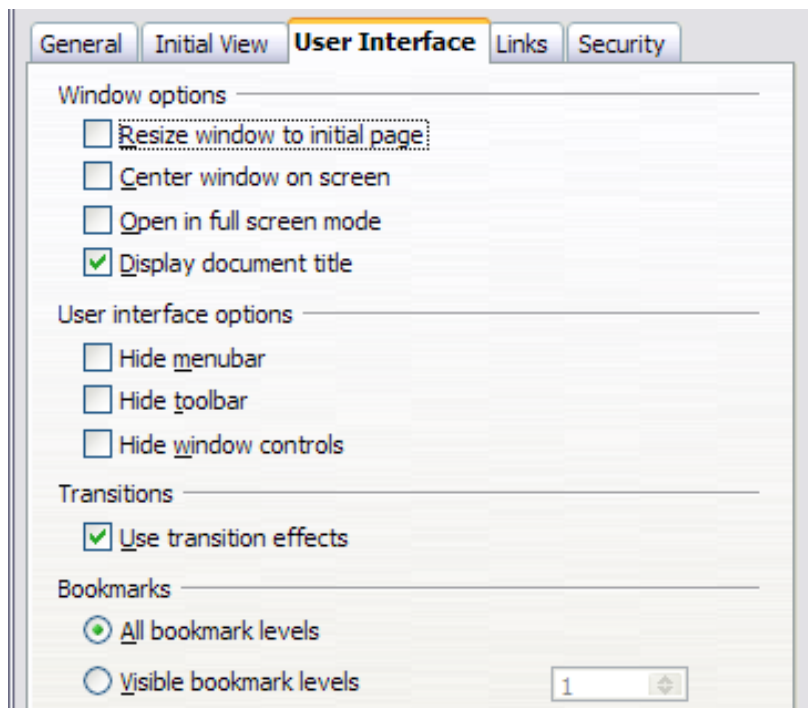 General Initial View User Interface Links Security
Window options
Resize window to initial page
Center window on screen
Open in full screen mode
Display document title
User interface options
Hide menubar
Hide toolbar
Hide window controls
Transitions
Use transition effects
Bookmarks
All bookmark levels
Visible bookmark levels 1